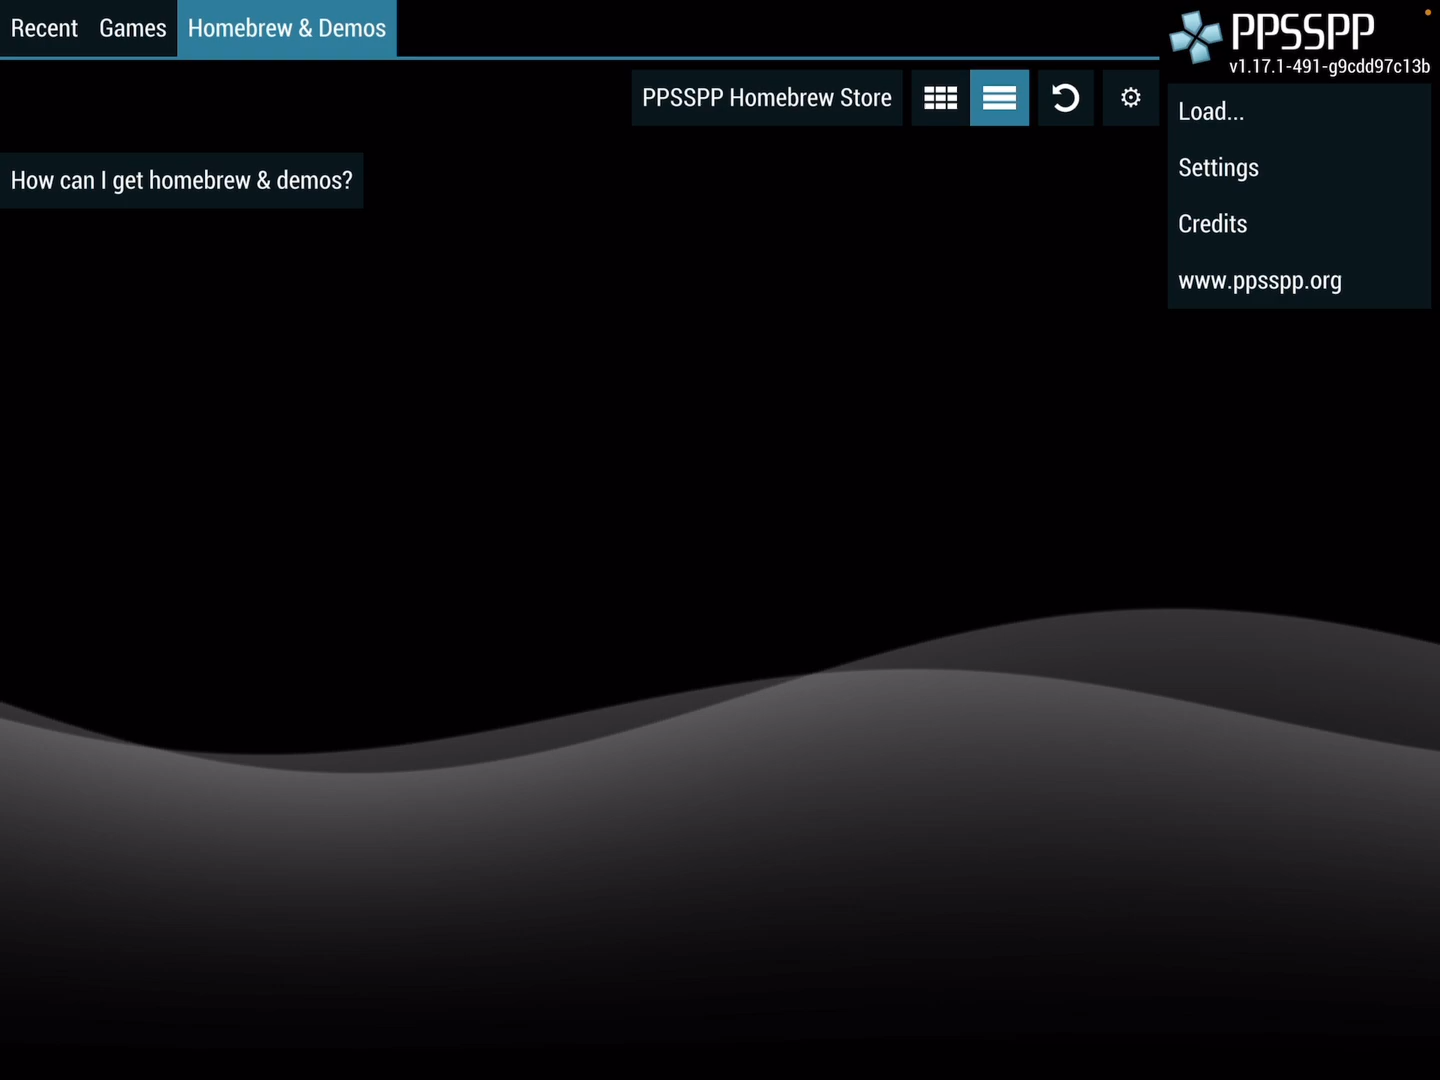 Recent Games Homebrew & Demos
PPSSPP
v1.17.1-491-g9cdd97c13b
PPSSPP Homebrew Store
Load...
Settings
Credits
www.ppsspp.org
How can I get homebrew & demos?